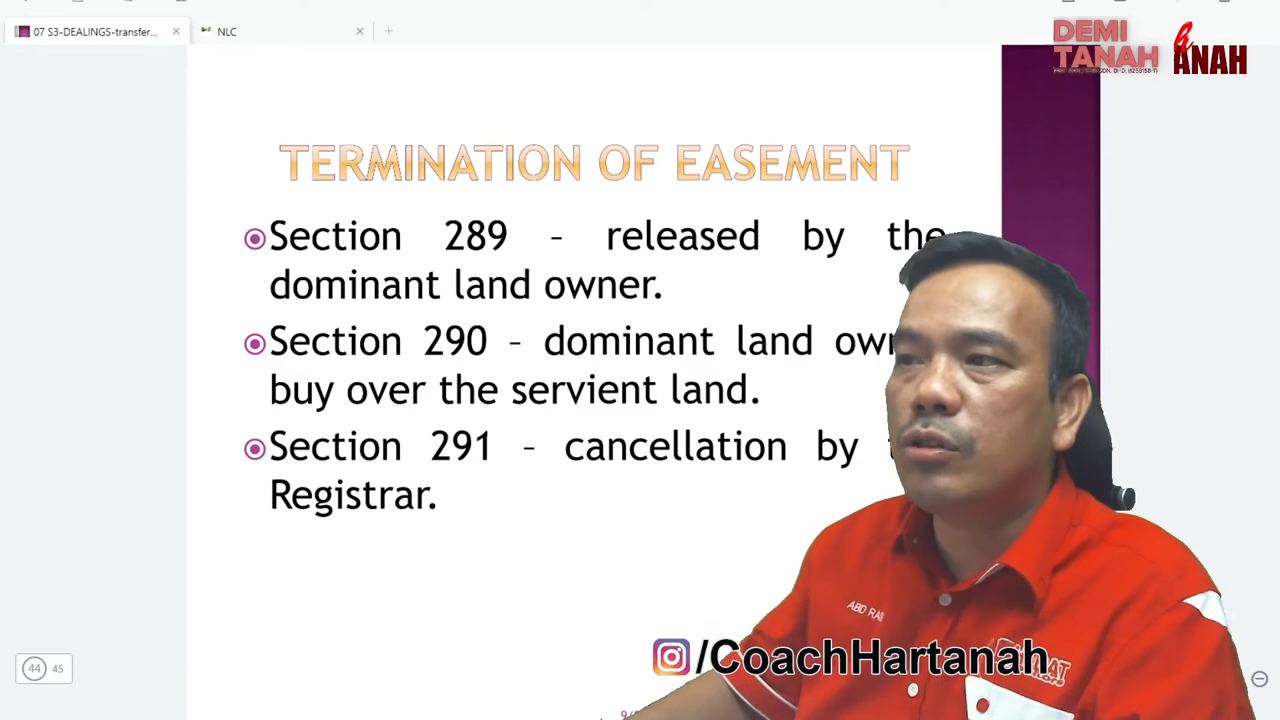 07 S3-DEALINGS-transfer...
NLC
DEMI
TANAH
ANAH
TERMINATION OF EASEMENT
Section 289 – released by the
dominant land owner.
Section 290 – dominant land
buy over the servient land.
Section 291 – cancellation by
Registrar.
ABD
/CoachHartanah
44 45